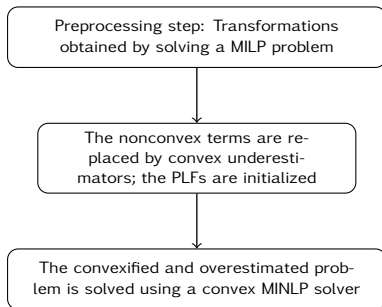 Preprocessing step: Transformations
obtained by solving a MILP problem
The nonconvex terms are re-
placed by convex underesti-
mators; the PLFs are initialized
The convexified and overestimated prob-
lem is solved using a convex MINLP solver